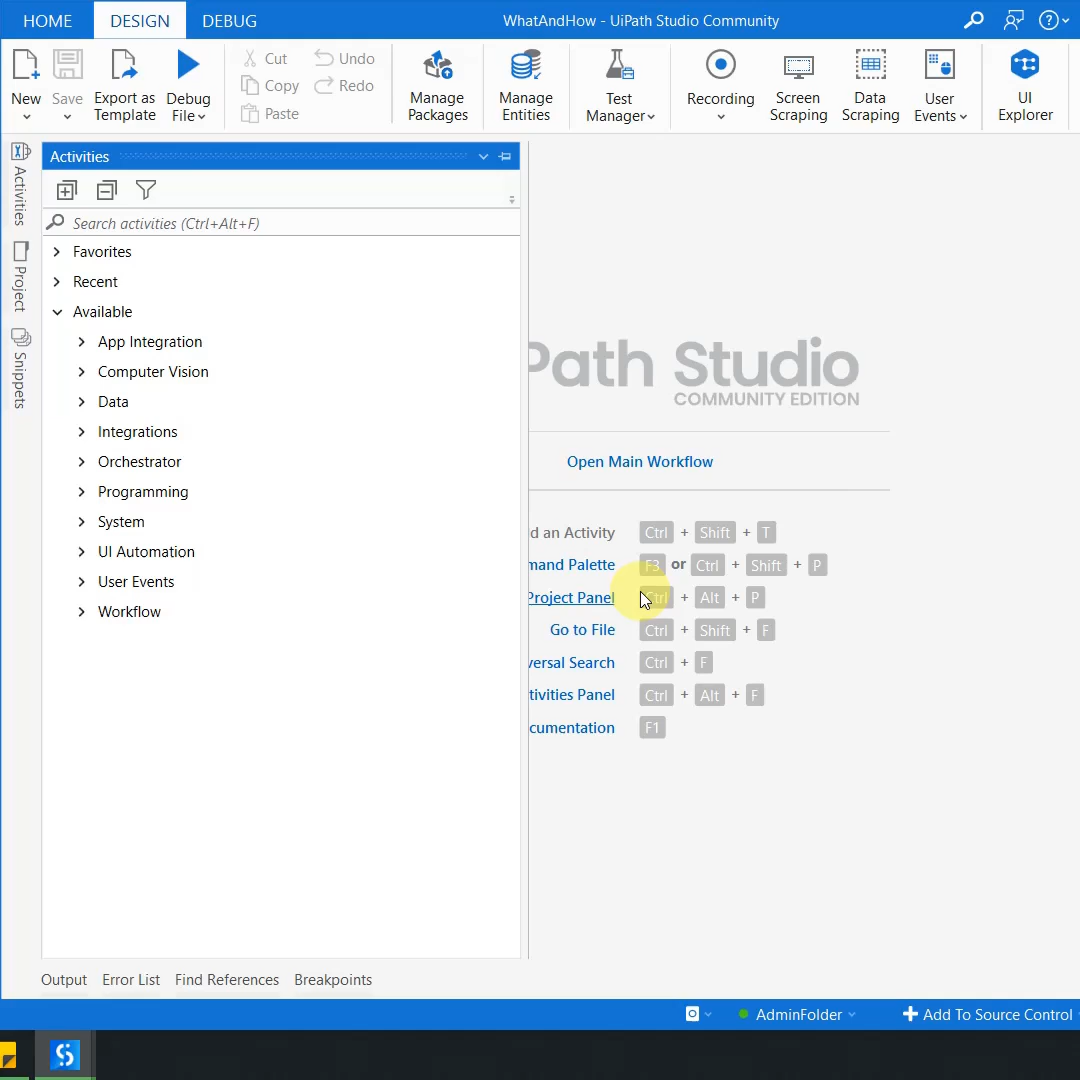 HOME DESIGN DEBUG WhatAndHow - UiPath Studio Community
New Save Export as Template Debug File Cut Copy Paste Undo Redo Manage Packages Manage Entities Test Manager Recording Screen Scraping Data Scraping User Events UI Explorer
Activities
Project
Snippets
Activities
Search activities (Ctrl+Alt+F)
Favorites
Recent
Available
App Integration
Computer Vision
Data
Integrations
Orchestrator
Programming
System
UI Automation
User Events
Workflow
Path Studio
COMMUNITY EDITION
Open Main Workflow
d an Activity Ctrl + Shift + T
mand Palette F3 or Ctrl + Shift + P
Project Panel Ctrl + Alt + P
Go to File Ctrl + Shift + F
versal Search Ctrl + F
tivities Panel Ctrl + Alt + F
cumentation F1
Output Error List Find References Breakpoints
AdminFolder Add To Source Control